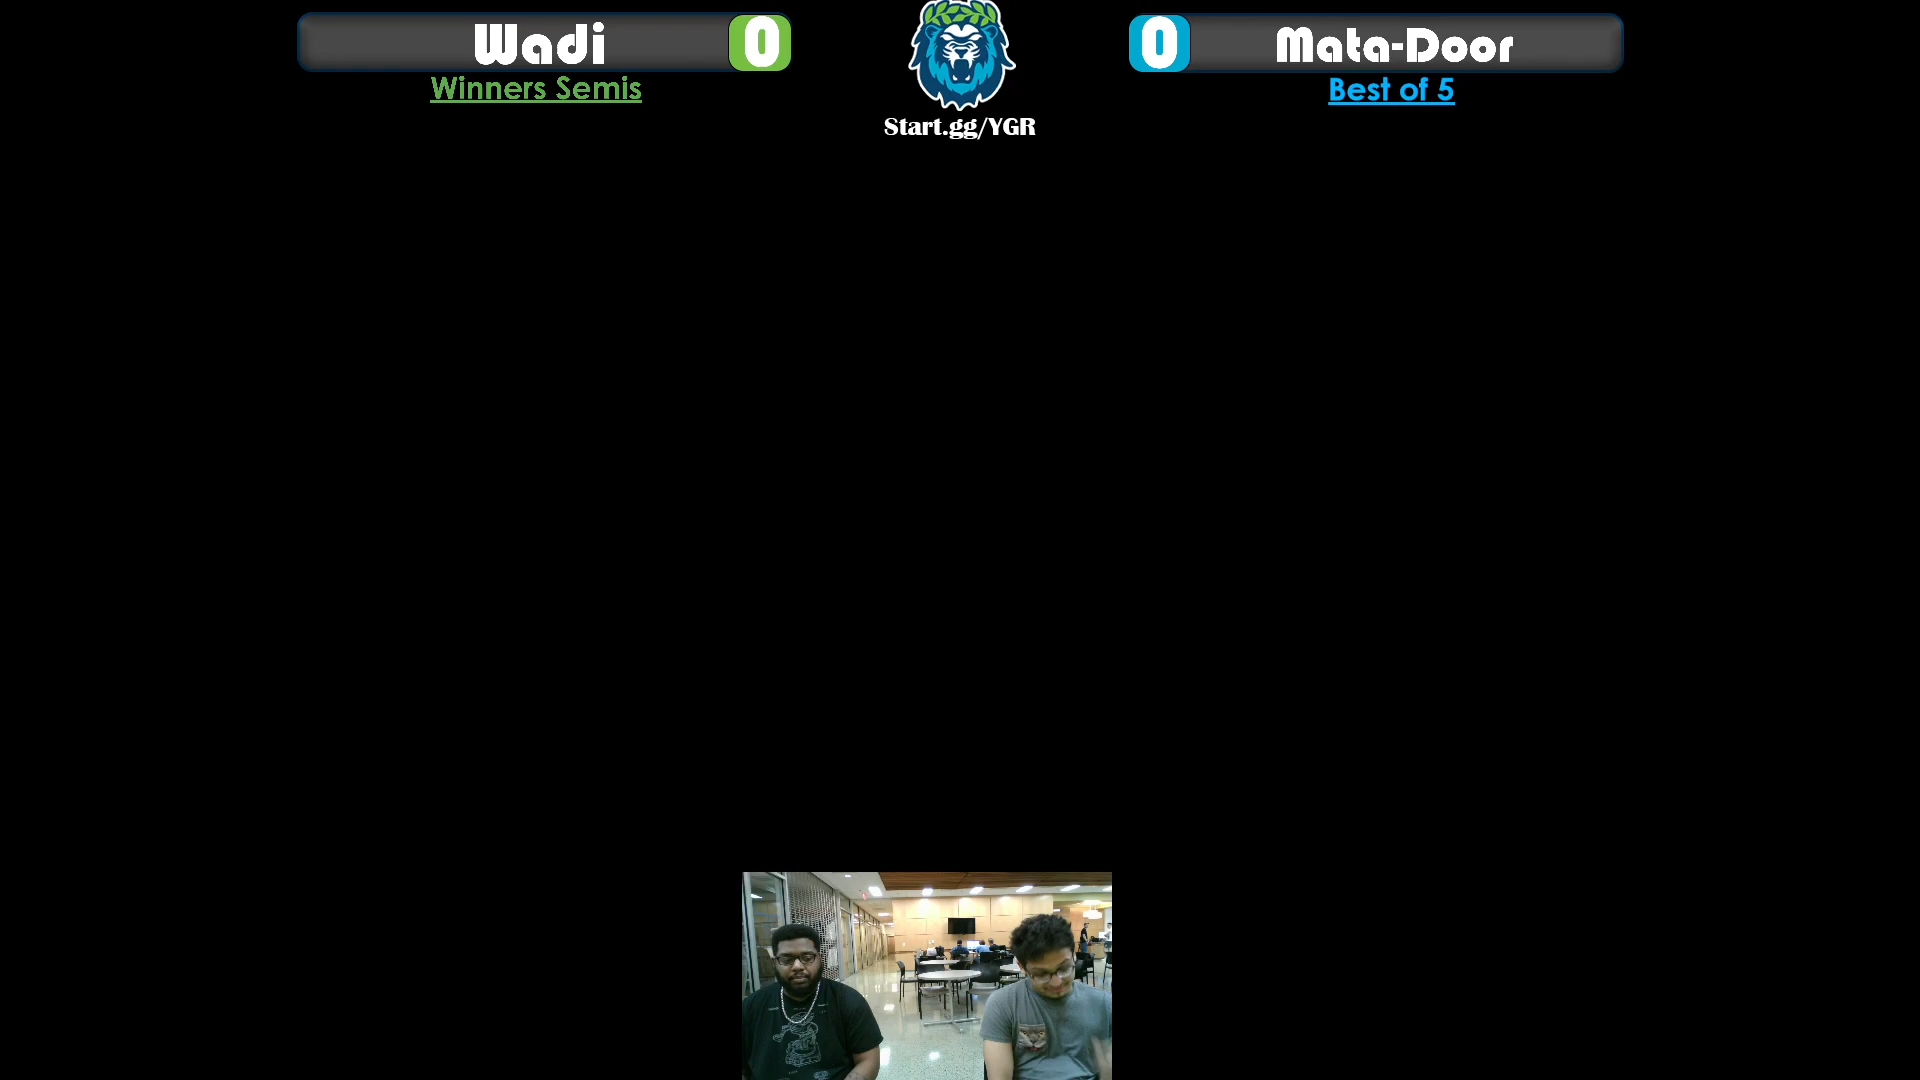 Wadi 0
0 Mata-Door
Winners Semis
Best of 5
Start.gg/YGR